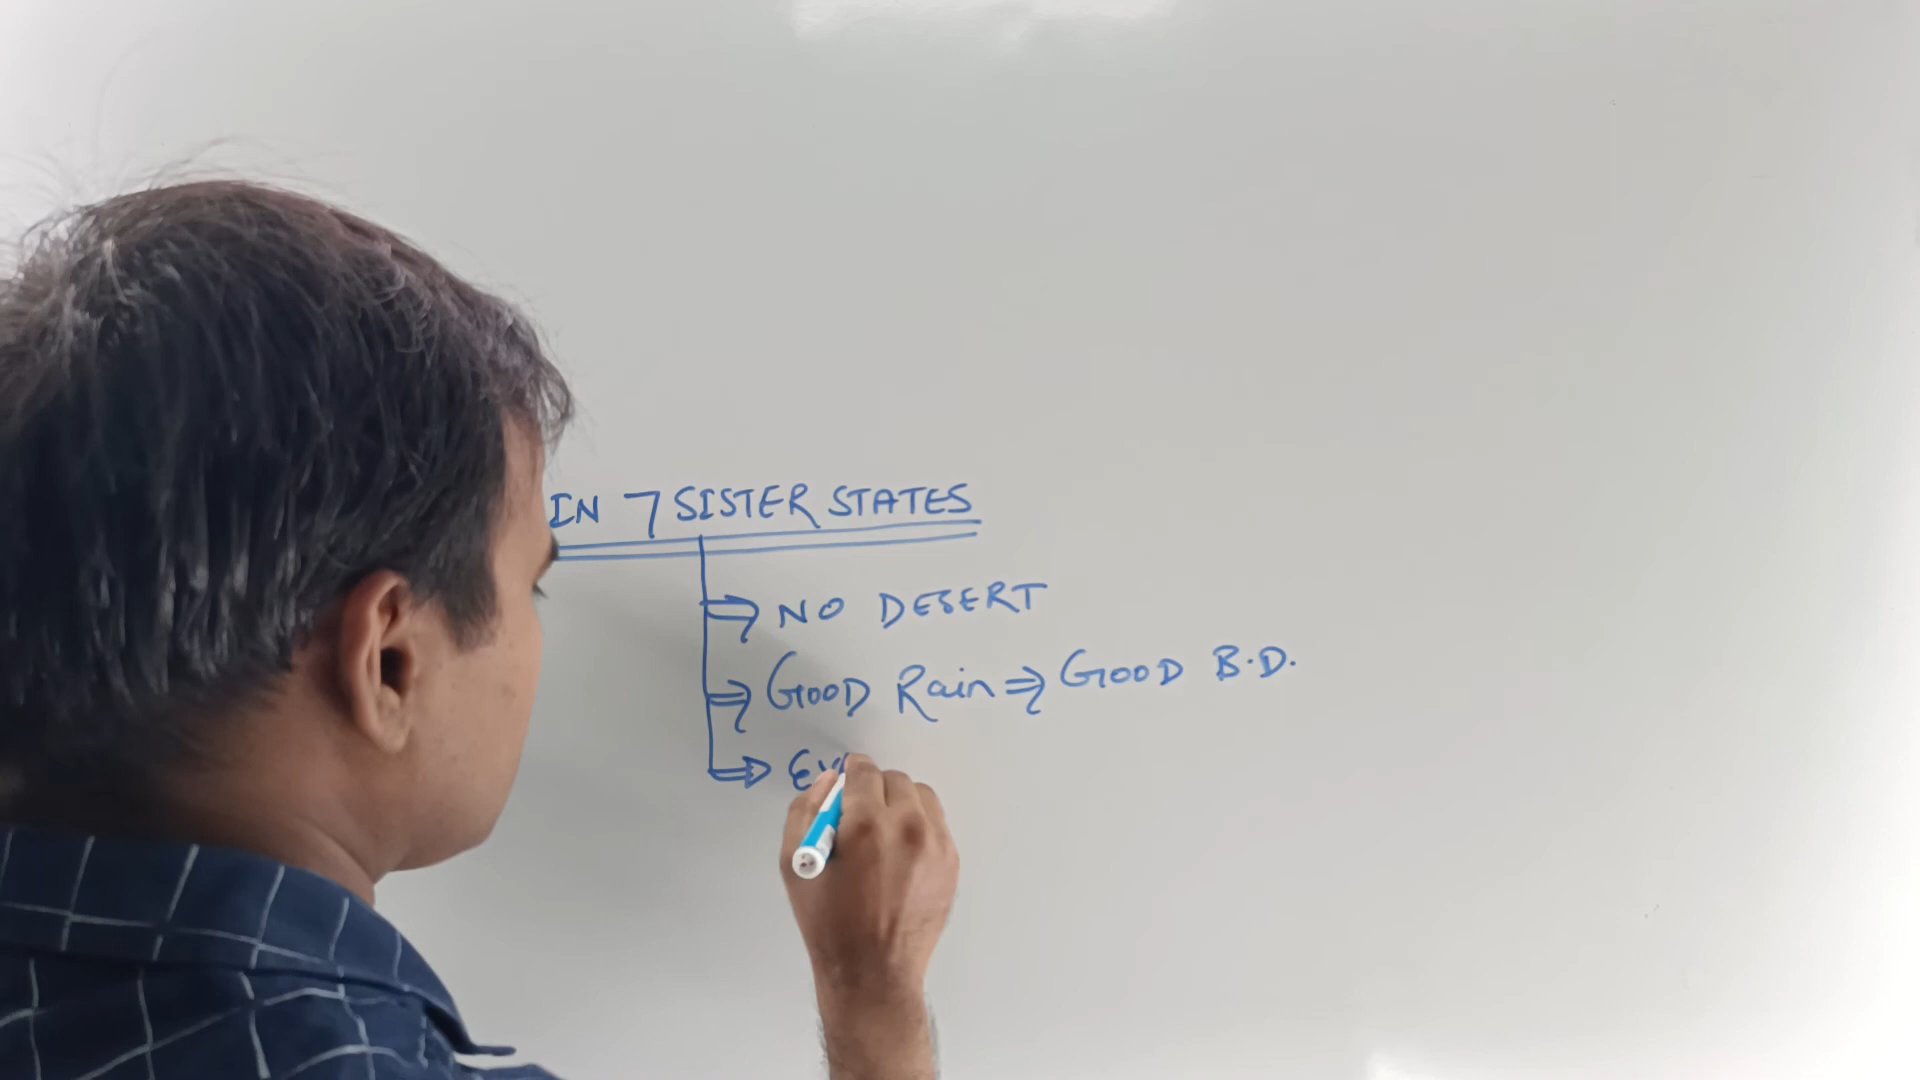 IN 7 SISTER STATES
⇒ NO DESERT
⇒ GOOD Rain ⇒ GOOD B.D.
⇒